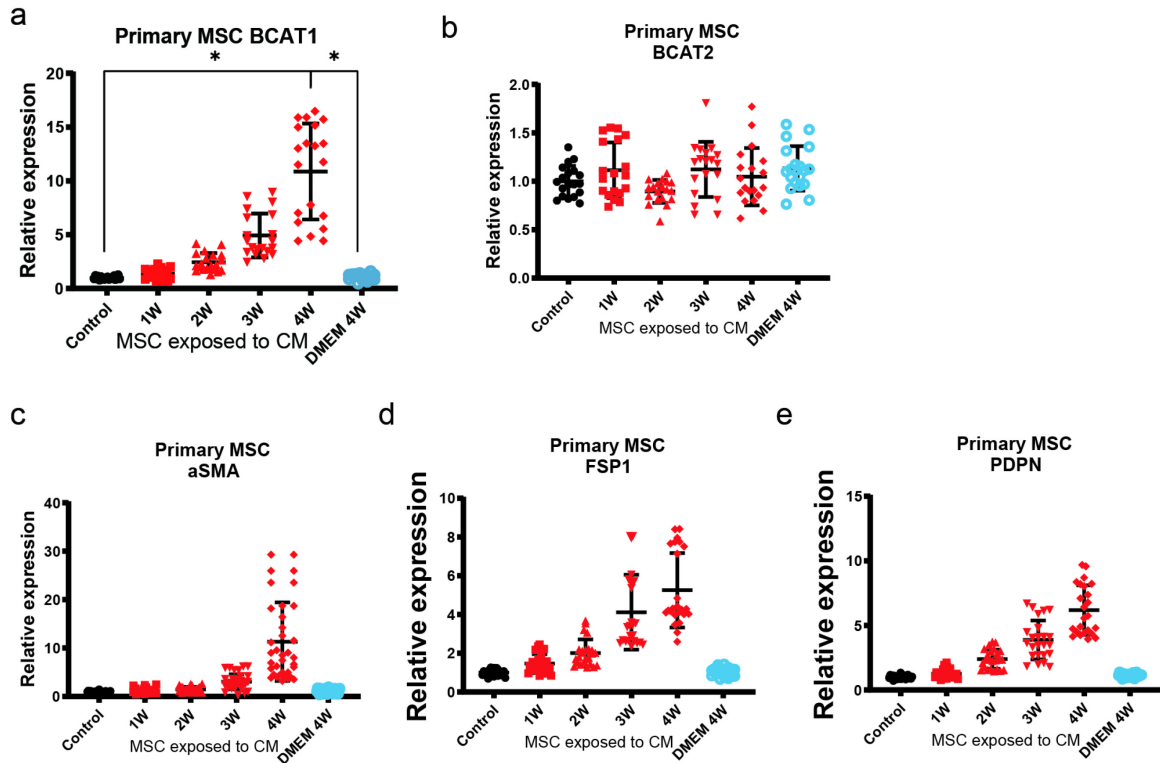 a
Primary MSC BCAT1
* *
Relative expression
20
15
10
5
0
Control
1W
2W
3W
4W
DMEM 4W
MSC exposed to CM
b
Primary MSC
BCAT2
Relative expression
2.0
1.5
1.0
0.5
0.0
Control
1W
2W
3W
4W
DMEM 4W
MSC exposed to CM
c
Primary MSC
aSMA
Relative expression
40
30
20
10
0
Control
1W
2W
3W
4W
DMEM 4W
MSC exposed to CM
d
Primary MSC
FSP1
Relative expression
10
8
6
4
2
0
Control
1W
2W
3W
4W
DMEM 4W
MSC exposed to CM
e
Primary MSC
PDPN
Relative expression
15
10
5
0
Control
1W
2W
3W
4W
DMEM 4W
MSC exposed to CM